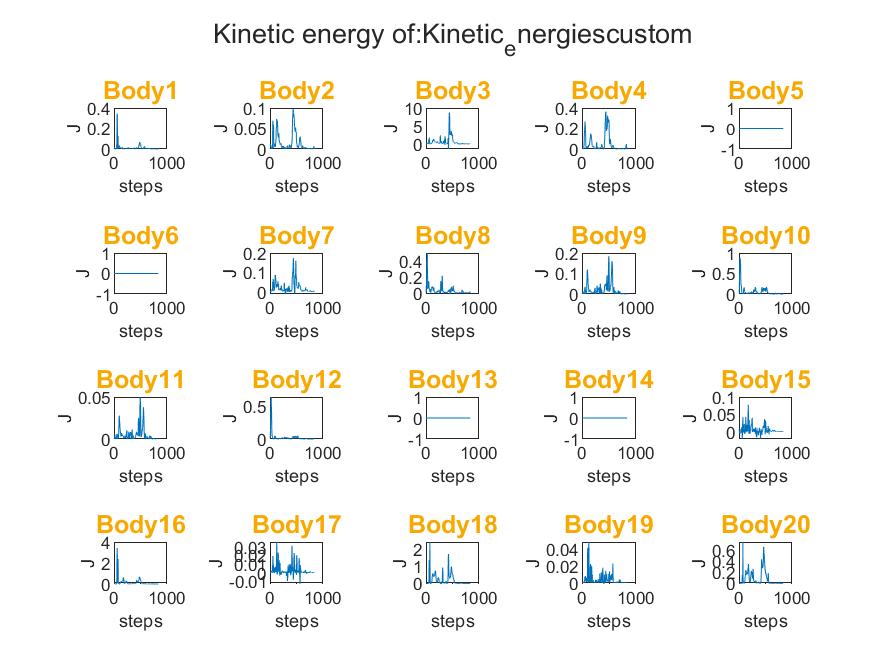 Kinetic energy of:Kinetic_energiescustom
Body1 Body2 Body3 Body4 Body5
0.4 0.1 10 0.4 1
J 0.2 J 0.05 J 5 J 0.2 J 0
0 0 0 0 -1
0 1000 0 1000 0 1000 0 1000 0 1000
steps steps steps steps steps
Body6 Body7 Body8 Body9 Body10
1 0.2 0.4 0.2 1
J 0 J 0.1 J 0.2 J 0.1 J 0.5
-1 0 0 0 0
0 1000 0 1000 0 1000 0 1000 0 1000
steps steps steps steps steps
Body11 Body12 Body13 Body14 Body15
0.05 0.5 1 1 0.1
J J J 0 J 0 J 0.05
0 0 -1 -1 0
0 1000 0 1000 0 1000 0 1000 0 1000
steps steps steps steps steps
Body16 Body17 Body18 Body19 Body20
4 0.03 2 0.04 0.6
J 2 J 0.02 J 1 J 0.02 J 0.4
0 0.01 0 0 0.2
0 0
-0.01
0 1000 0 1000 0 1000 0 1000 0 1000
steps steps steps steps steps